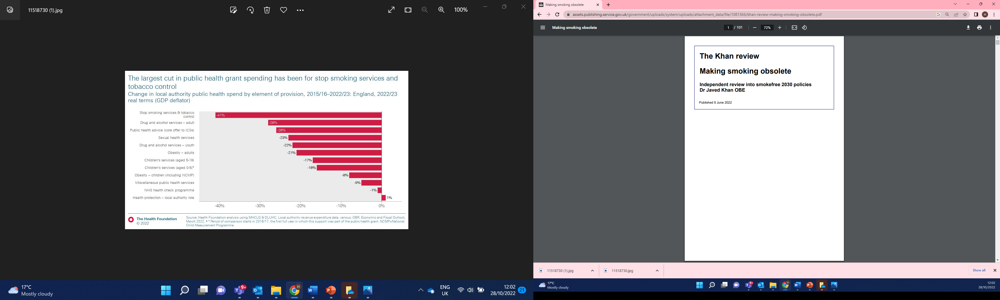 11518730 (1).jpg
100%
The largest cut in public health grant spending has been for stop smoking services and
tobacco control
Change in local authority public health spend by element of provision, 2015/16–2022/23: England, 2022/23
real terms (GDP deflator)
Stop smoking services & tobacco
control
-41%
Drug and alcohol services – adult
-28%
Public health advice (core offer to ICSs)
-26%
Sexual health services
-23%
Drug and alcohol services – youth
-22%
Obesity – adults
-21%
Children's services (aged 5-19)
-17%
Children's services (aged 0-5)*
-16%
Obesity – children (including NCMP)
-8%
Miscellaneous public health services
-5%
NHS health check programme
-1%
Health protection – local authority role
1%
-40% -30% -20% -10% 0%
The Health Foundation
© 2022
Source: Health Foundation analysis using MHCLG & DLUHC, Local authority revenue expenditure data, various; OBR, Economic and Fiscal Outlook,
March 2022. • * Period of comparison starts in 2016/17, the first full year in which this support was part of the public health grant. NCMP=National
Child Measurement Programme.
17°C
Mostly cloudy
9+
H
ENG
UK
12:02
28/10/2022
21
Making smoking obsolete
assets.publishing.service.gov.uk/government/uploads/system/uploads/attachment_data/file/1081366/khan-review-making-smoking-obsolete.pdf
H
Making smoking obsolete
1 / 101
72%
The Khan review
Making smoking obsolete
Independent review into smokefree 2030 policies
Dr Javed Khan OBE
Published 9 June 2022
11518730 (1).jpg
11518730.jpg
Show all
17°C
Mostly cloudy
9+
H
12:02
28/10/2022